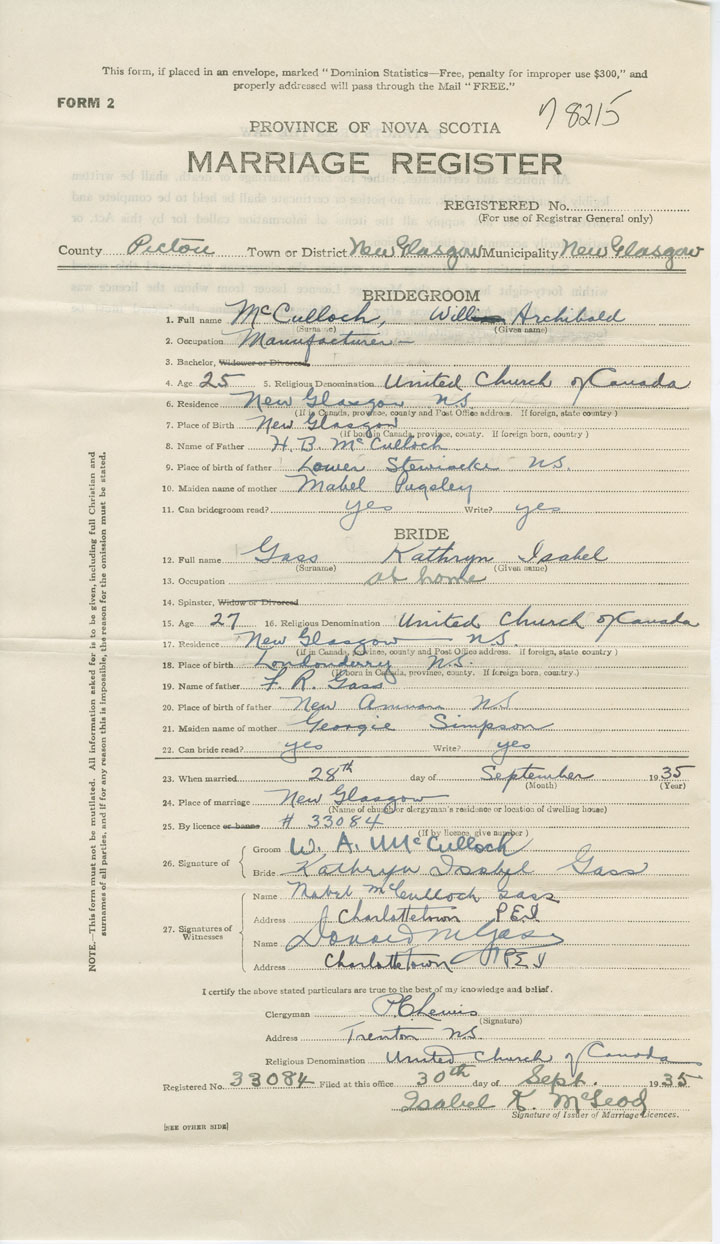 This form, if placed in an envelope, marked "Dominion Statistics—Free, penalty for improper use $300," and
properly addressed will pass through the Mail "FREE."
FORM 2
8215
PROVINCE OF NOVA SCOTIA
MARRIAGE REGISTER
REGISTERED No.
(For use of Registrar General only)
County Pictou Town or District New Glasgow Municipality New Glasgow
BRIDEGROOM
1. Full name McCulloch, William Archibald
(Surname) (Given name)
2. Occupation Manufacturer
3. Bachelor, Widower or Divorced
4. Age 25 5. Religious Denomination United Church of Canada
6. Residence New Glasgow N.S.
(If in Canada, province, county and Post Office address. If foreign, state country)
7. Place of Birth New Glasgow
(If born in Canada, province, county. If foreign born, country)
8. Name of Father H. B. McCulloch
9. Place of birth of father Lower Stewiacke N.S.
10. Maiden name of mother Mabel Pugsley
11. Can bridegroom read? yes Write? yes
BRIDE
12. Full name Gass Kathryn Isabel
(Surname) (Given name)
13. Occupation at home
14. Spinster, Widow or Divorced
15. Age 27 16. Religious Denomination United Church of Canada
17. Residence New Glasgow N.S.
(if in Canada, province, county and Post Office address. if foreign, state country)
18. Place of birth Londonderry N.S.
(If born in Canada, province, county. If foreign born, country.)
19. Name of father F. R. Gass
20. Place of birth of father New Annan N.S
21. Maiden name of mother Georgie Simpson
22. Can bride read? yes Write? yes
23. When married 28th day of September 1935
(Month) (Year)
24. Place of marriage New Glasgow
(Name of church or clergyman's residence or location of dwelling house)
25. By licence or banns # 33084
(If by licence, give number)
26. Signature of
Groom W. A. McCulloch
Bride Kathryn Isabel Gass
27. Signatures of
Witnesses
Name Mabel McCulloch Gass
Address Charlottetown P.E.I
Name Donald M Gass
Address Charlottetown P.E.I
I certify the above stated particulars are true to the best of my knowledge and belief.
Clergyman
(Signature)
Address Trenton N.S.
Religious Denomination United Church of Canada
Registered No. 33084 Filed at this office 30th day of Sept. 1935
Isabel K. McLeod
Signature of Issuer of Marriage Licences.
[SEE OTHER SIDE]
NOTE.—This form must not be mutilated. All information asked for is to be given, including full Christian and
surnames of all parties, and if for any reason this is impossible, the reason for the omission must be stated.